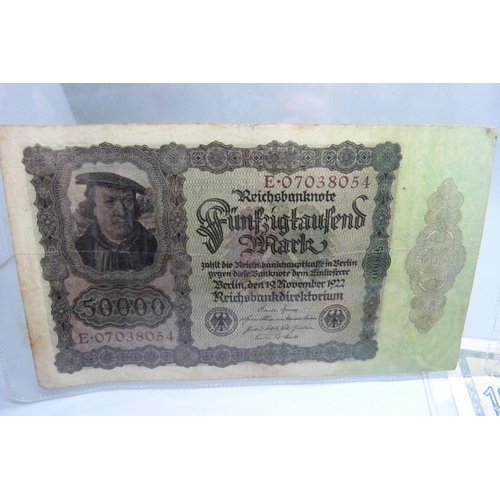 E·07038054
Reichsbanknote
Fünfzigtausend
Mark
zahlt die Reichsbankhauptkasse in Berlin
gegen diese Banknote dem Einlieferer
Berlin, den 19. November 1922
Reichsbankdirektorium
50000
E·07038054